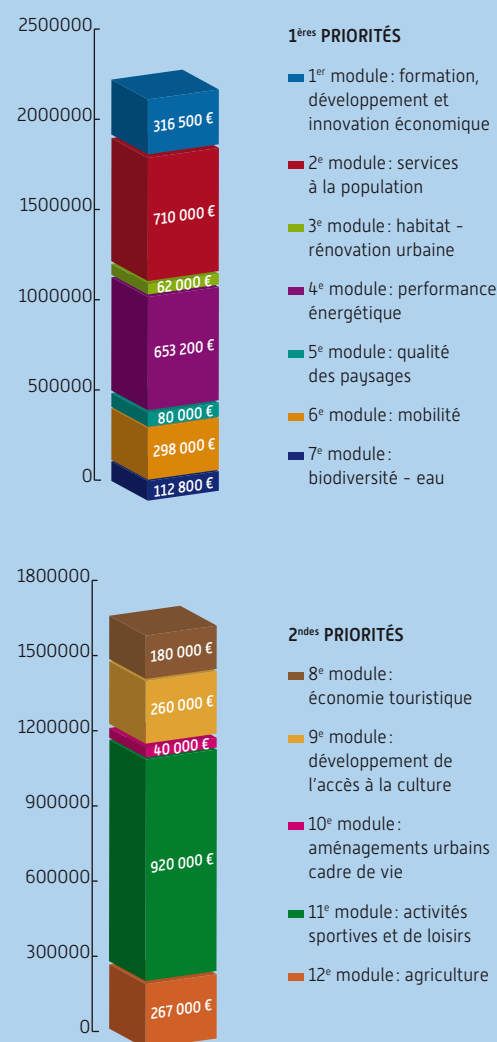 2500000
2000000
1500000
1000000
500000
0
316 500 €
710 000 €
62 000 €
653 200 €
80 000 €
298 000 €
112 800 €
1ères PRIORITÉS
1er module : formation,
développement et
innovation économique
2e module : services
à la population
3e module : habitat -
rénovation urbaine
4e module : performance
énergétique
5e module : qualité
des paysages
6e module : mobilité
7e module :
biodiversité - eau
1800000
1500000
1200000
900000
600000
300000
0
180 000 €
260 000 €
40 000 €
920 000 €
267 000 €
2ndes PRIORITÉS
8e module :
économie touristique
9e module :
développement de
l'accès à la culture
10e module :
aménagements urbains
cadre de vie
11e module : activités
sportives et de loisirs
12e module : agriculture